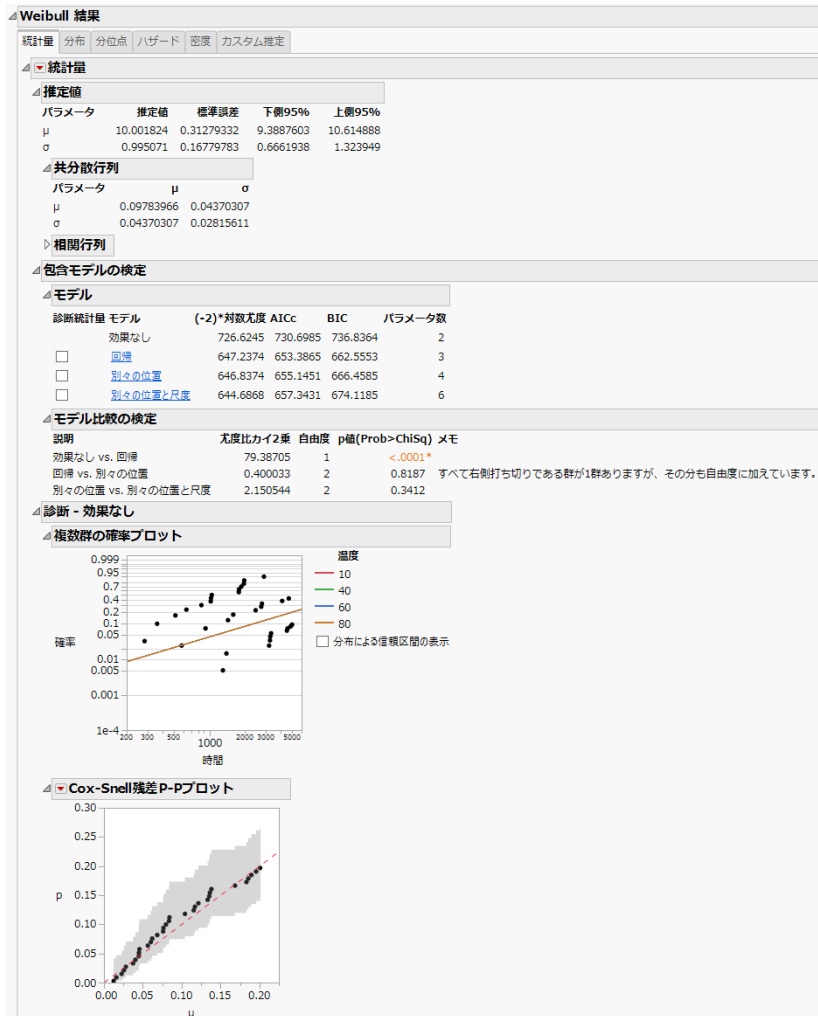 Weibull 結果
統計量 分布 分位点 ハザード 密度 カスタム推定
統計量
推定値
パラメータ 推定値 標準誤差 下側95% 上側95%
μ 10.001824 0.31279332 9.3887603 10.614888
σ 0.995071 0.16779783 0.6661938 1.323949
共分散行列
パラメータ μ σ
μ 0.09783966 0.04370307
σ 0.04370307 0.02815611
相関行列
包含モデルの検定
モデル
診断統計量 モデル (-2)*対数尤度 AICc BIC パラメータ数
効果なし 726.6245 730.6985 736.8364 2
回帰 647.2374 653.3865 662.5553 3
別々の位置 646.8374 655.1451 666.4585 4
別々の位置と尺度 644.6868 657.3431 674.1185 6
モデル比較の検定
説明 尤度比カイ2乗 自由度 p値(Prob>ChiSq) メモ
効果なし vs. 回帰 79.38705 1 <.0001*
回帰 vs. 別々の位置 0.400033 2 0.8187 すべて右側打ち切りである群が1群ありますが、その分も自由度に加えています。
別々の位置 vs. 別々の位置と尺度 2.150544 2 0.3412
診断 - 効果なし
複数群の確率プロット
0.999
0.95
0.7
0.4
0.2
0.1
0.05
0.01
0.005
0.001
1e-4
確率
200 300 500 1000 2000 3000 5000
時間
温度
10
40
60
80
分布による信頼区間の表示
Cox-Snell残差P-Pプロット
0.30
0.25
0.20
0.15
0.10
0.05
0.00
p
0.00 0.05 0.10 0.15 0.20
μ